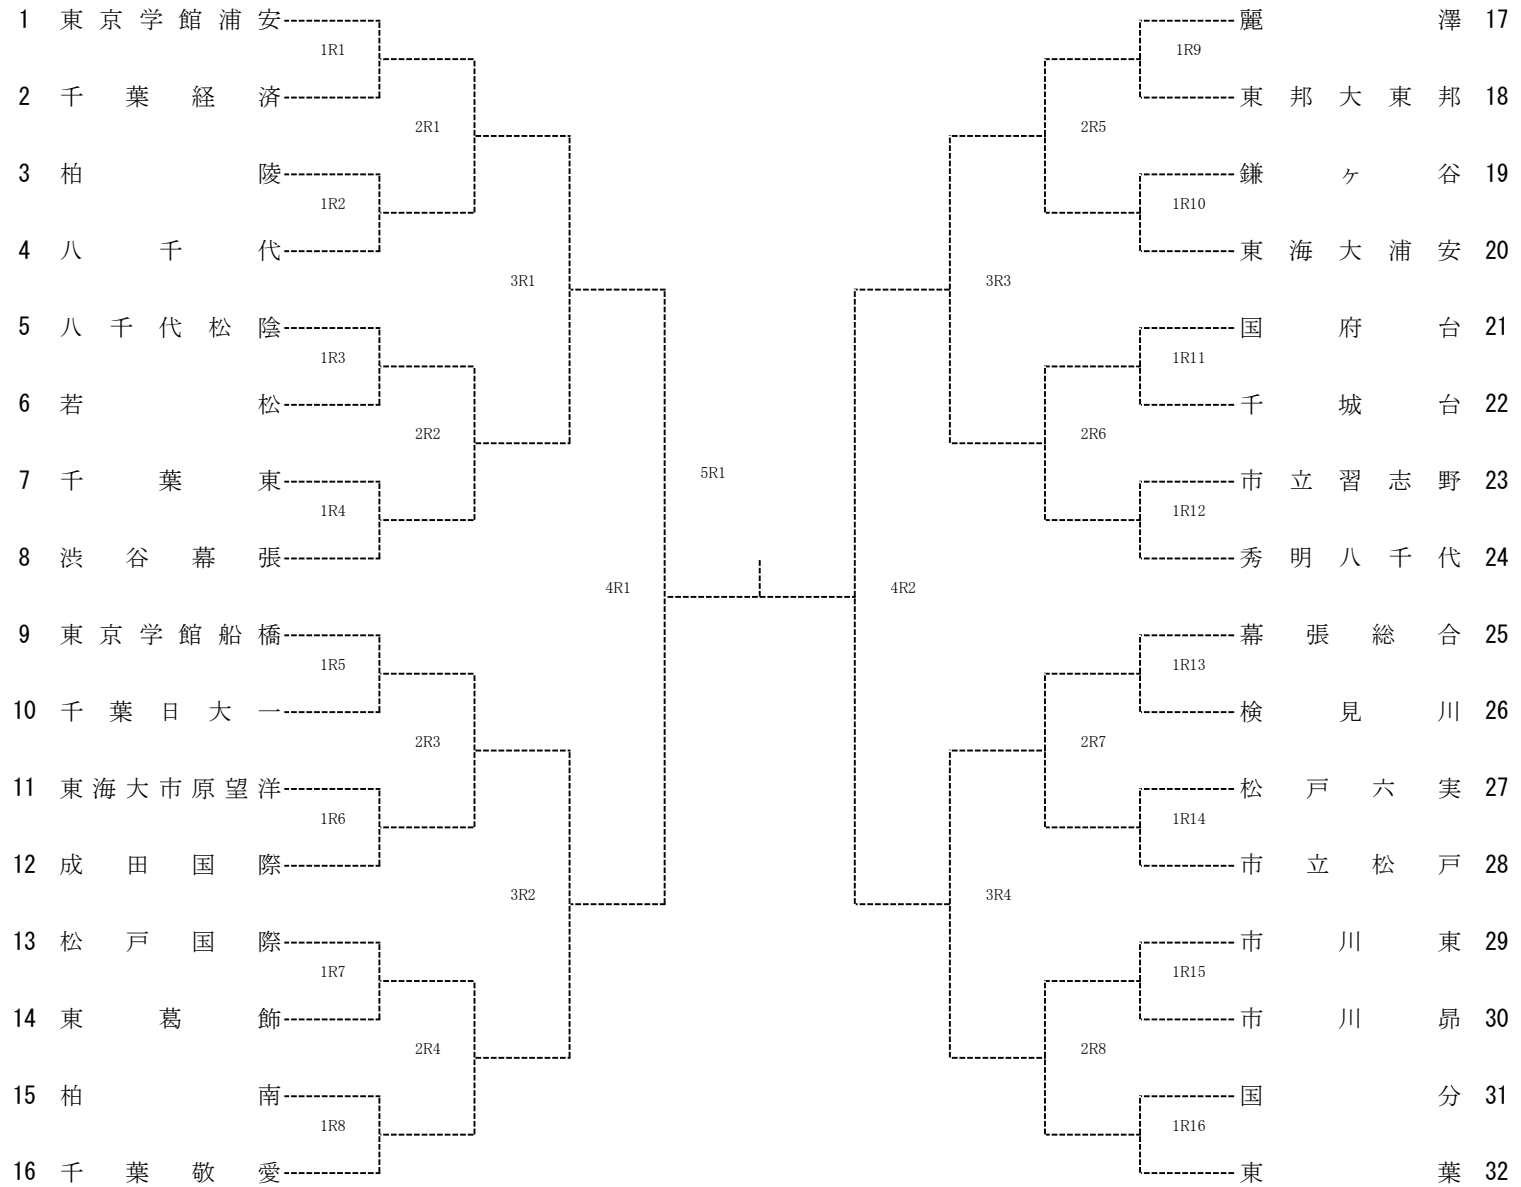 1 東京学館浦安
1R1
2 千葉経済
2R1
3 柏陵
1R2
4 八千代
3R1
5 八千代松陰
1R3
6 若松
2R2
7 千葉東
1R4
8 渋谷幕張
4R1
9 東京学館船橋
1R5
10 千葉日大一
2R3
11 東海大市原望洋
1R6
12 成田国際
3R2
13 松戸国際
1R7
14 東葛飾
2R4
15 柏南
1R8
16 千葉敬愛
5R1
麗澤 17
1R9
東邦大東邦 18
2R5
鎌ヶ谷 19
1R10
東海大浦安 20
3R3
国府台 21
1R11
千城台 22
2R6
市立習志野 23
1R12
秀明八千代 24
4R2
幕張総合 25
1R13
検見川 26
2R7
松戸六実 27
1R14
市立松戸 28
3R4
市川東 29
1R15
市川昴 30
2R8
国分 31
1R16
東葉 32